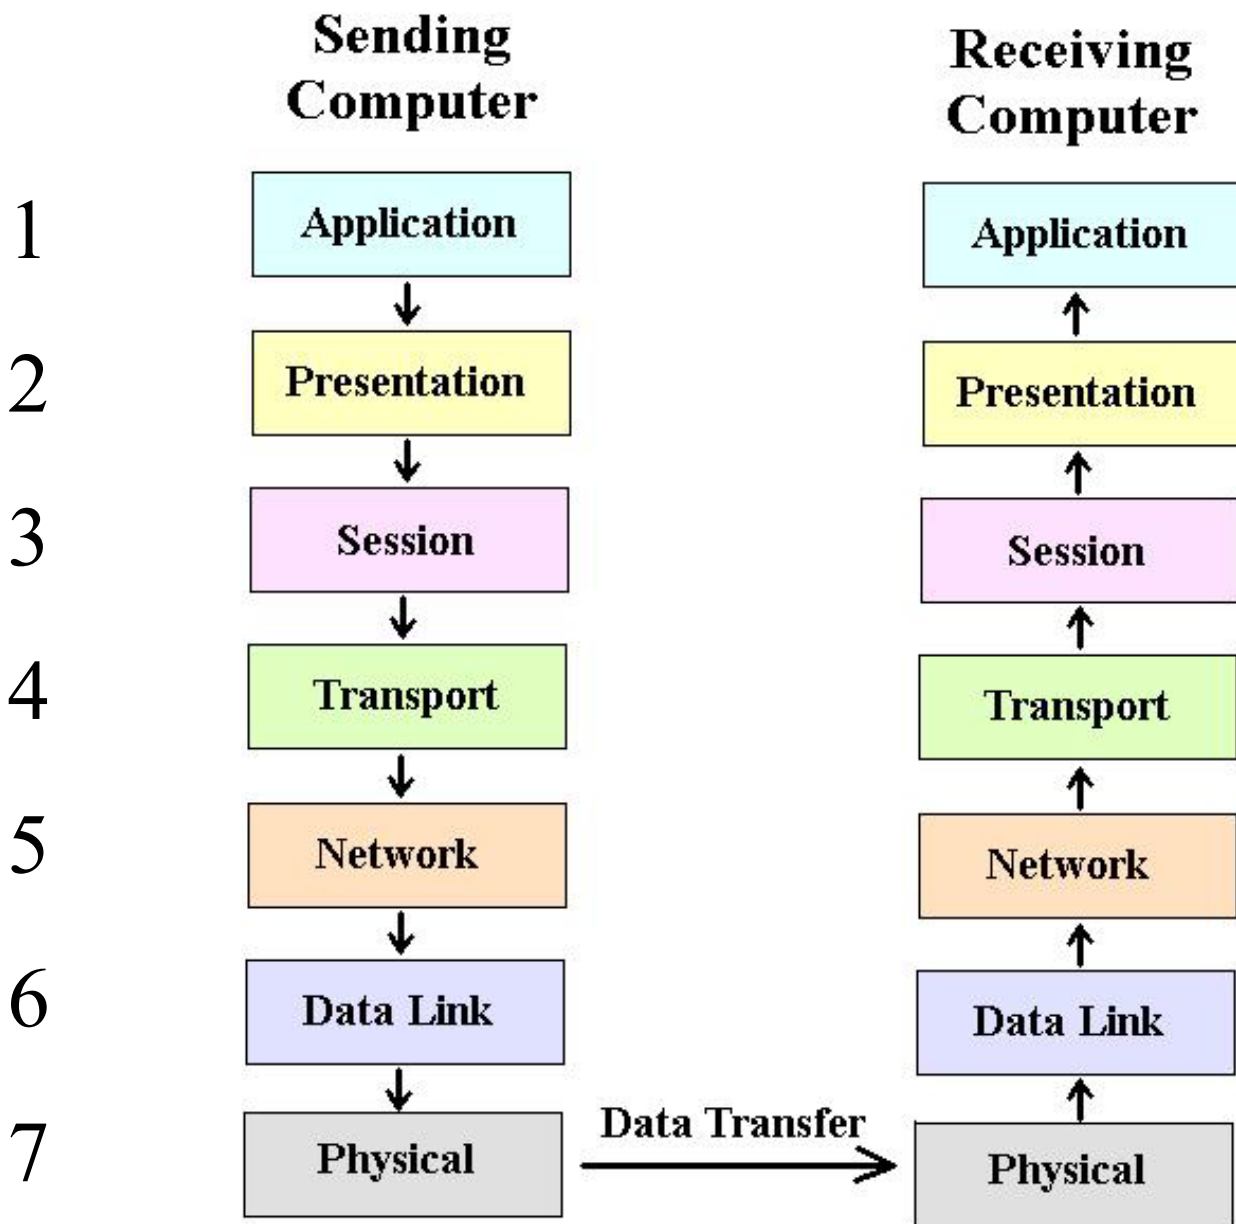 Sending
Computer
Receiving
Computer
1
Application
Application
2
Presentation
Presentation
3
Session
Session
4
Transport
Transport
5
Network
Network
6
Data Link
Data Link
7
Physical
Data Transfer
Physical